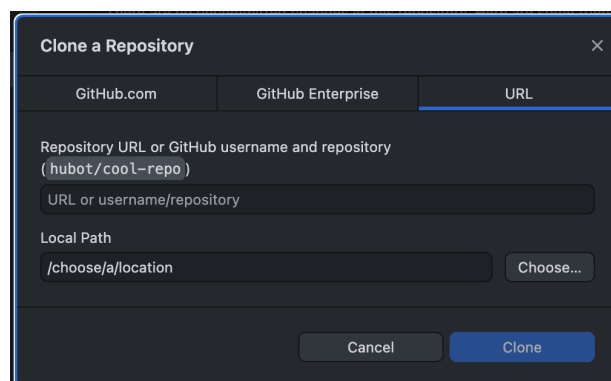 Clone a Repository
GitHub.com
GitHub Enterprise
URL
Repository URL or GitHub username and repository
(hubot/cool-repo)
URL or username/repository
Local Path
/choose/a/location
Choose...
Cancel
Clone